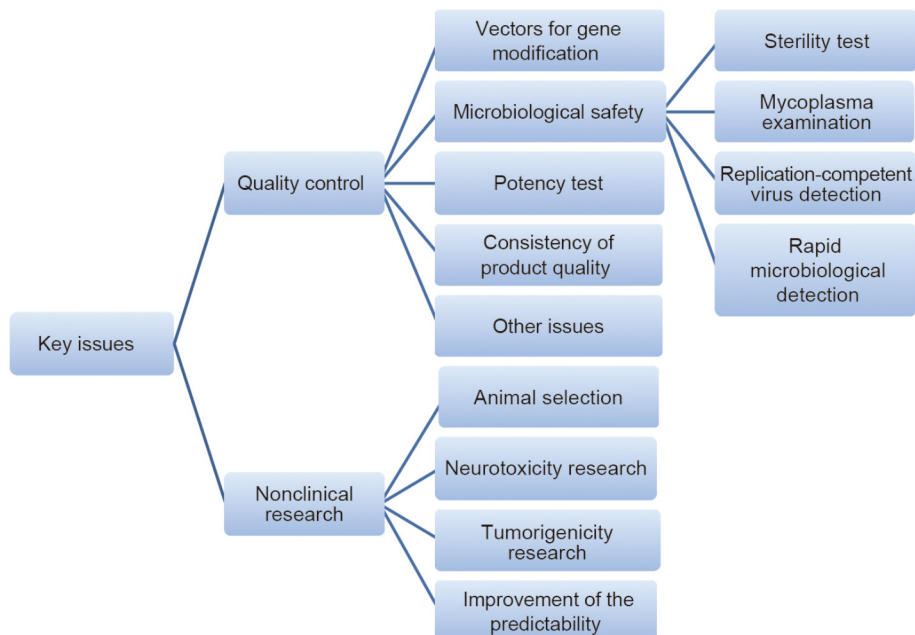 Key issues
Quality control
Nonclinical
research
Vectors for gene
modification
Microbiological safety
Potency test
Consistency of
product quality
Other issues
Animal selection
Neurotoxicity research
Tumorigenicity
research
Improvement of the
predictability
Sterility test
Mycoplasma
examination
Replication-competent
virus detection
Rapid
microbiological
detection